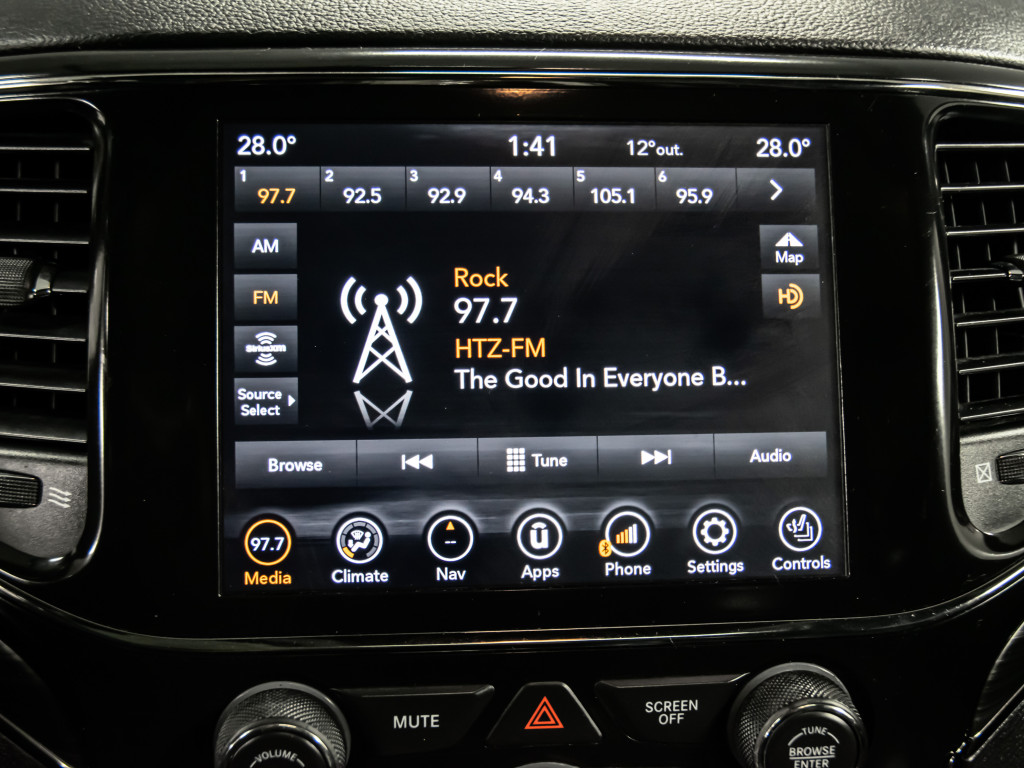 28.0° 1:41 12°out. 28.0°
1 97.7 2 92.5 3 92.9 4 94.3 5 105.1 6 95.9
AM
Map
FM
HD
SiriusXM
Source
Select
Rock
97.7
HTZ-FM
The Good In Everyone B...
Browse Tune Audio
97.7
Media Climate Nav Apps Phone Settings Controls
MUTE
SCREEN
OFF
VOLUME
TUNE
BROWSE
ENTER